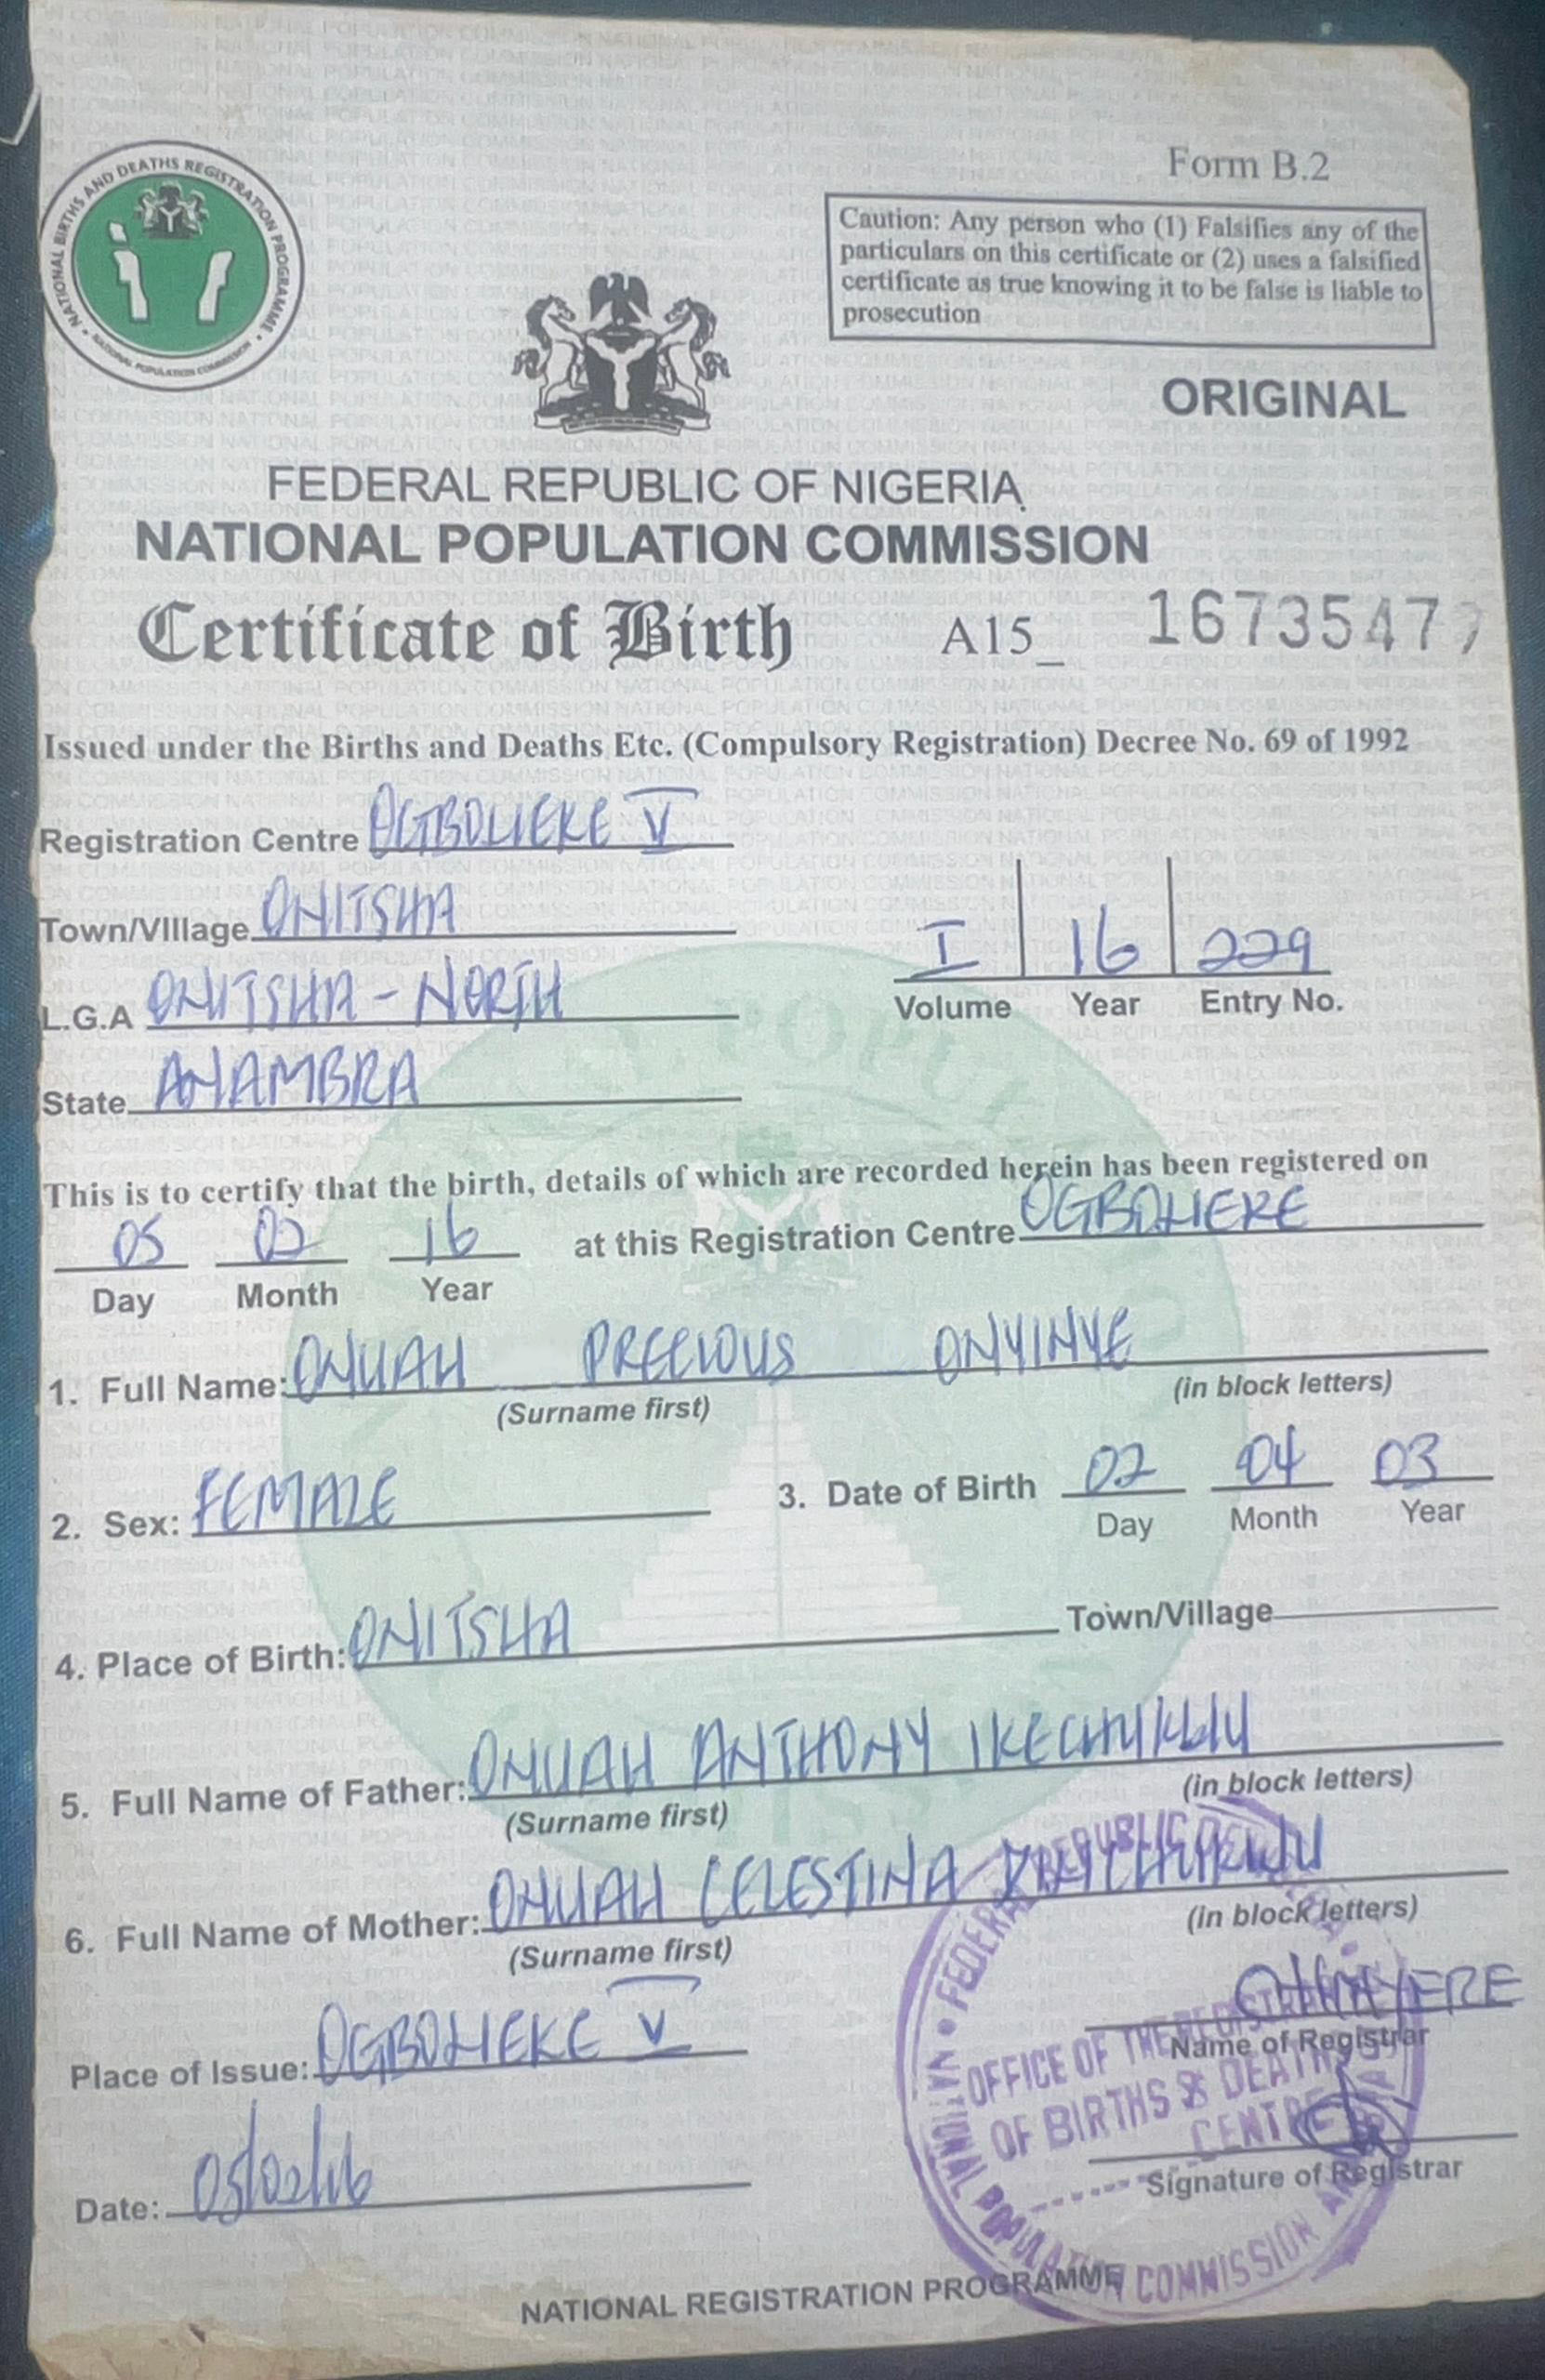 NATIONAL BIRTHS AND DEATHS REGISTRATION PROGRAMME
NATIONAL POPULATION COMMISSION
Form B.2
Caution: Any person who (1) Falsifies any of the
particulars on this certificate or (2) uses a falsified
certificate as true knowing it to be false is liable to
prosecution
ORIGINAL
FEDERAL REPUBLIC OF NIGERIA
NATIONAL POPULATION COMMISSION
Certificate of Birth A15_ 16735477
Issued under the Births and Deaths Etc. (Compulsory Registration) Decree No. 69 of 1992
Registration Centre OGBOLIEKE V
Town/VIllage ONITSHA
L.G.A ONITSHA - NORTH
State ANAMBRA
I 16 229
Volume Year Entry No.
This is to certify that the birth, details of which are recorded herein has been registered on
05 02 16 at this Registration Centre OGBOLIEKE
Day Month Year
1. Full Name: ONUAH PRECIOUS ONYINYE
(Surname first) (in block letters)
2. Sex: FEMALE 3. Date of Birth 02 04 03
Day Month Year
4. Place of Birth: ONITSHA Town/Village
5. Full Name of Father: ONUAH ANTHONY IKECHUKWU
(Surname first) (in block letters)
6. Full Name of Mother: ONUAH CELESTINA
(Surname first) (in block letters)
Place of Issue: OGBOLIEKE V
Name of Registrar
Date: 05/02/16
Signature of Registrar
OFFICE OF THE REGISTRAR
OF BIRTHS & DEATHS
CENTRE
NATIONAL POPULATION COMMISSION
NATIONAL REGISTRATION PROGRAMME